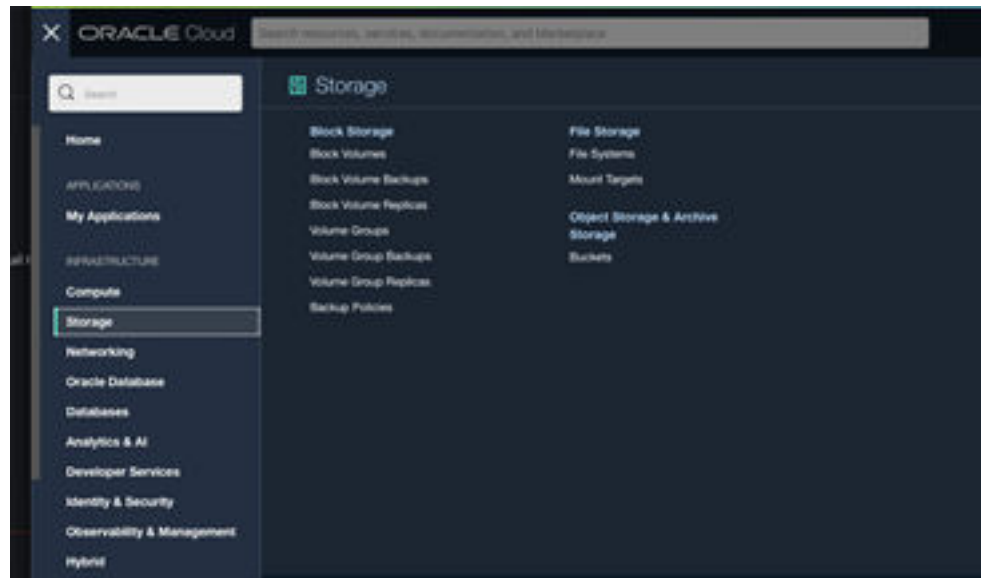 ORACLE Cloud
Search resources, services, documentation, and Marketplace
Search
Home
APPLICATIONS
My Applications
INFRASTRUCTURE
Compute
Storage
Networking
Oracle Database
Databases
Analytics & AI
Developer Services
Identity & Security
Observability & Management
Hybrid
Storage
Block Storage
Block Volumes
Block Volume Backups
Block Volume Replicas
Volume Groups
Volume Group Backups
Volume Group Replicas
Backup Policies
File Storage
File Systems
Mount Targets
Object Storage & Archive
Storage
Buckets